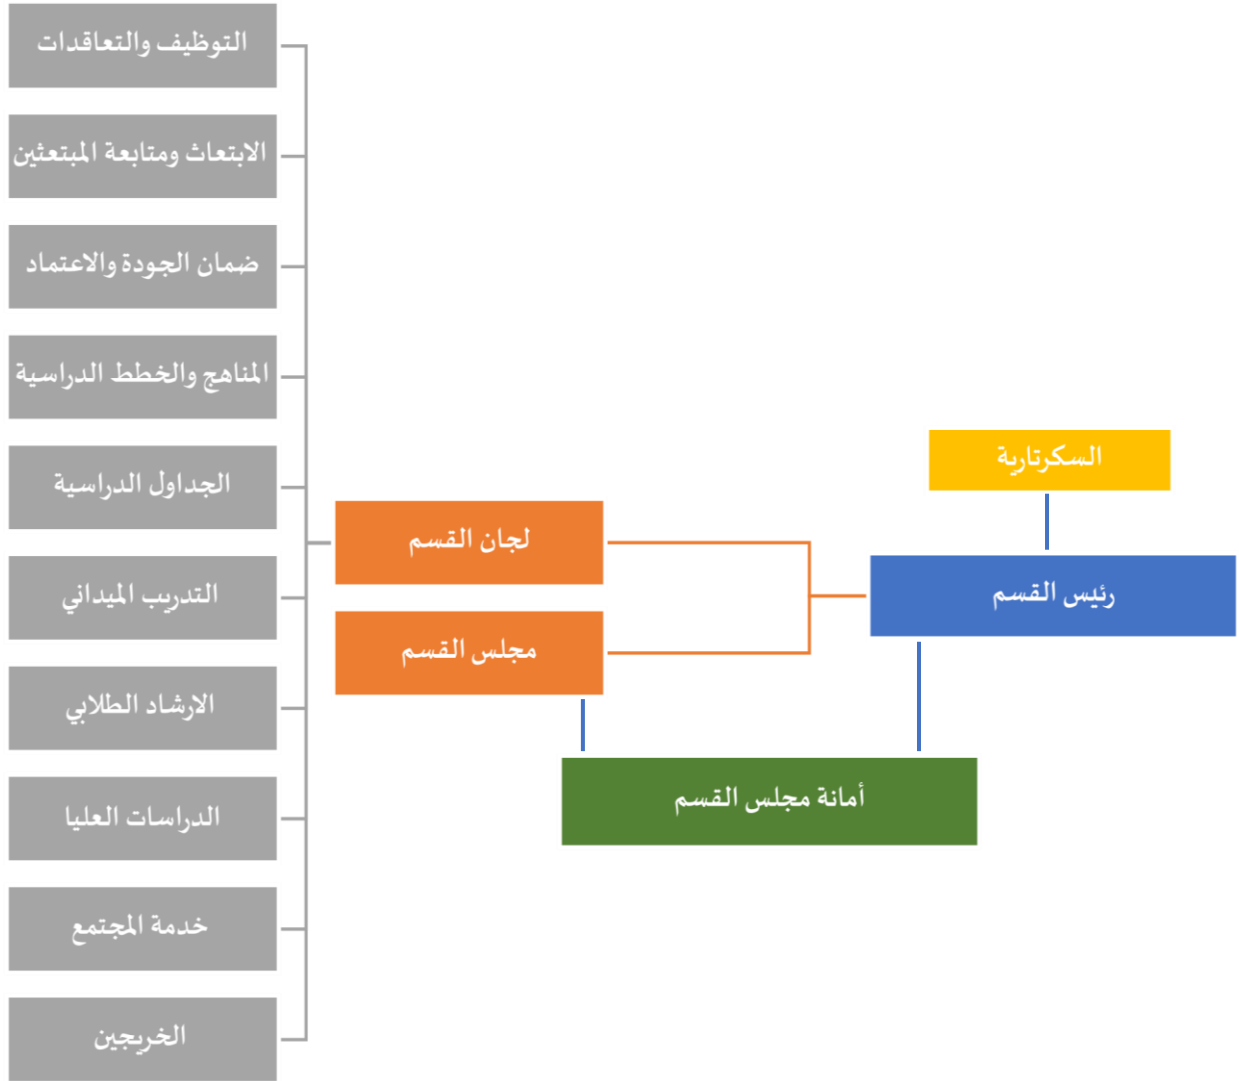 السكرتارية
رئيس القسم
لجان القسم
مجلس القسم
أمانة مجلس القسم
التوظيف والتعاقدات
الابتعاث ومتابعة المبتعثين
ضمان الجودة والاعتماد
المناهج والخطط الدراسية
الجداول الدراسية
التدريب الميداني
الارشاد الطلابي
الدراسات العليا
خدمة المجتمع
الخريجين